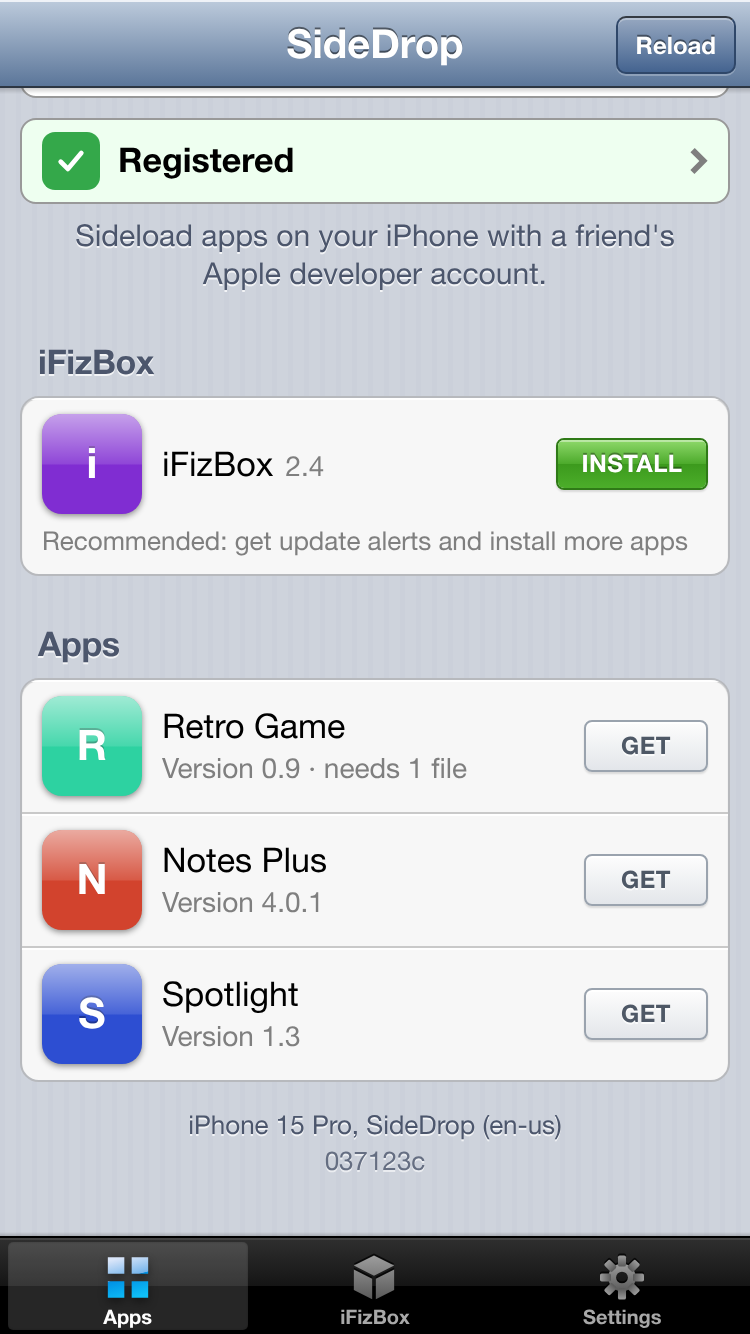 SideDrop
Reload
Registered
Sideload apps on your iPhone with a friend's
Apple developer account.
iFizBox
i
iFizBox 2.4
INSTALL
Recommended: get update alerts and install more apps
Apps
R
Retro Game
Version 0.9 · needs 1 file
GET
N
Notes Plus
Version 4.0.1
GET
S
Spotlight
Version 1.3
GET
iPhone 15 Pro, SideDrop (en-us)
037123c
Apps
iFizBox
Settings